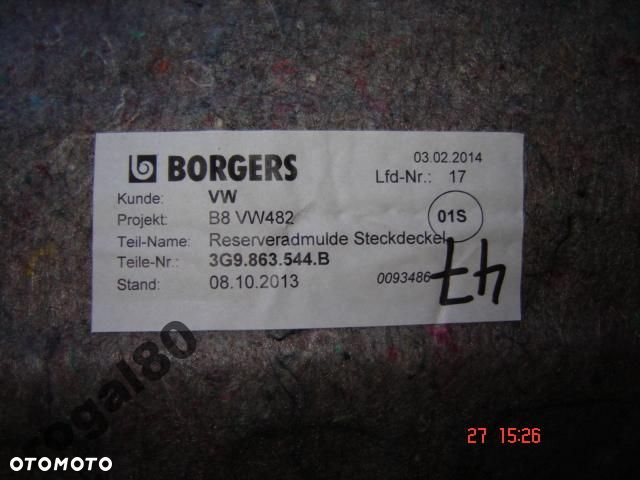 BORGERS
03.02.2014
Lfd-Nr.: 17
Kunde: VW
Projekt: B8 VW482
01S
Teil-Name: Reserveradmulde Steckdeckel
Teile-Nr.: 3G9.863.544.B
Stand: 08.10.2013
0093486
47
rogal80
27 15:26
OTOMOTO